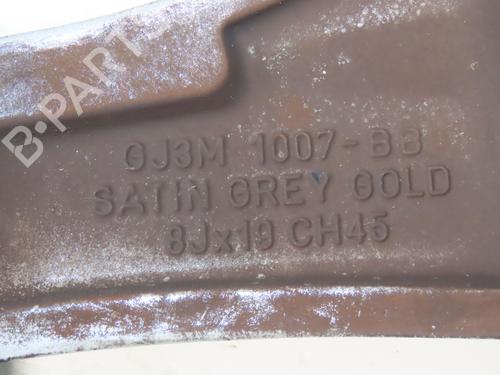 B-PARTS
GJ3M 1007-BB
SATIN GREY GOLD
8Jx19 CH45